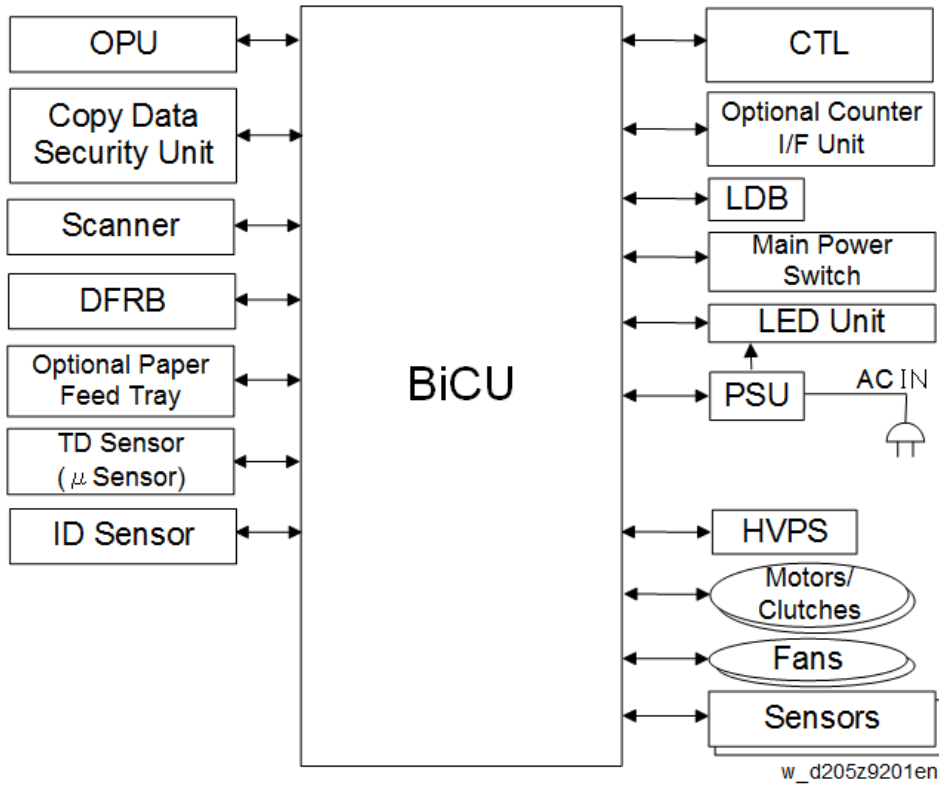 OPU
Copy Data
Security Unit
Scanner
DFRB
Optional Paper
Feed Tray
TD Sensor
(μ Sensor)
ID Sensor
BiCU
CTL
Optional Counter
I/F Unit
LDB
Main Power
Switch
LED Unit
PSU
AC IN
HVPS
Motors/
Clutches
Fans
Sensors
w_d205z9201en